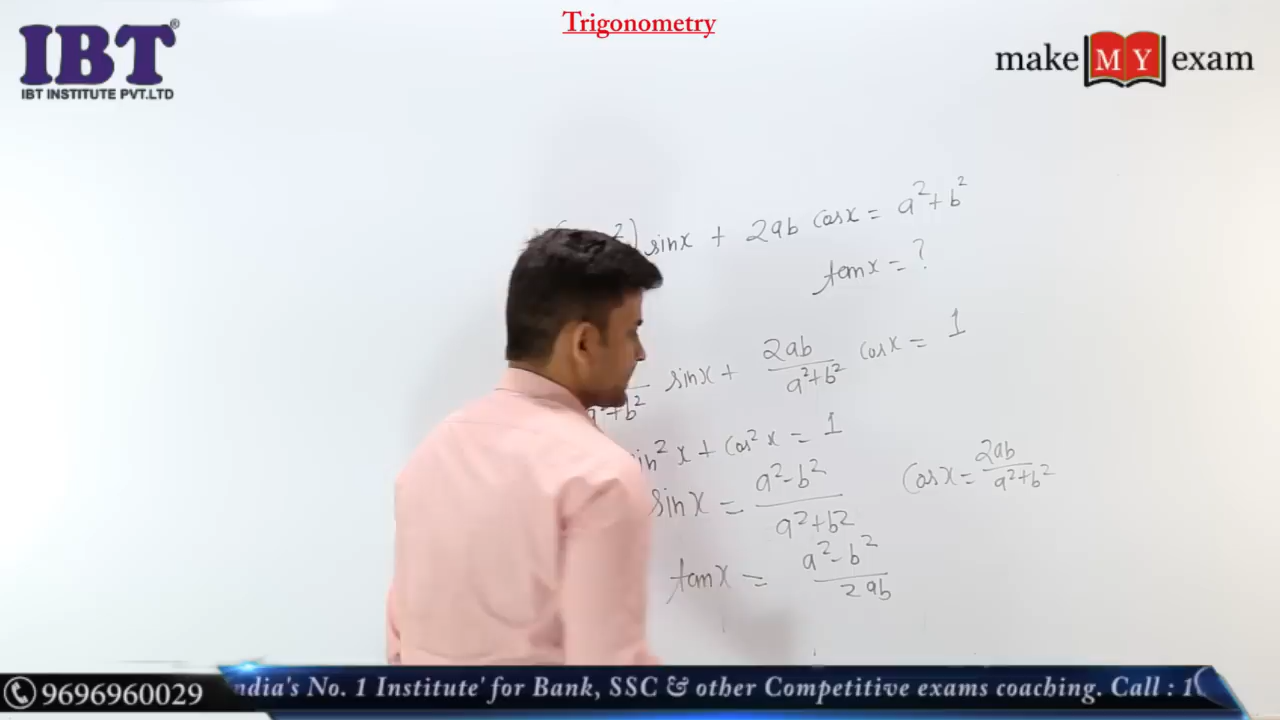 Trigonometry
IBT®
IBT INSTITUTE PVT.LTD
make MY exam
²) sinx + 2ab cosx = a² + b²
tanx = ?
sinx + 2ab/(a²+b²) cosx = 1
a²+b²
sin²x + cos²x = 1
sinx = (a²-b²)/(a²+b²)
cosx = 2ab/(a²+b²)
tanx = (a²-b²)/2ab
9696960029
ndia's No. 1 Institute' for Bank, SSC & other Competitive exams coaching. Call : 1